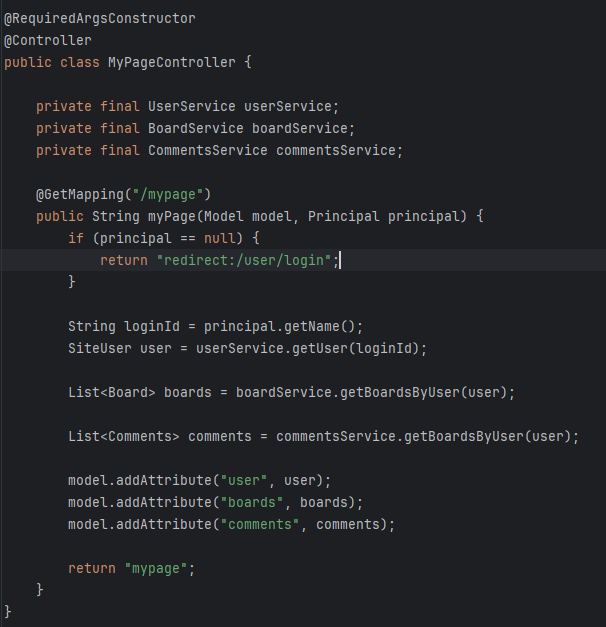 @RequiredArgsConstructor
@Controller
public class MyPageController {
private final UserService userService;
private final BoardService boardService;
private final CommentsService commentsService;
@GetMapping("/mypage")
public String myPage(Model model, Principal principal) {
if (principal == null) {
return "redirect:/user/login";
}
String loginId = principal.getName();
SiteUser user = userService.getUser(loginId);
List<Board> boards = boardService.getBoardsByUser(user);
List<Comments> comments = commentsService.getBoardsByUser(user);
model.addAttribute("user", user);
model.addAttribute("boards", boards);
model.addAttribute("comments", comments);
return "mypage";
}
}